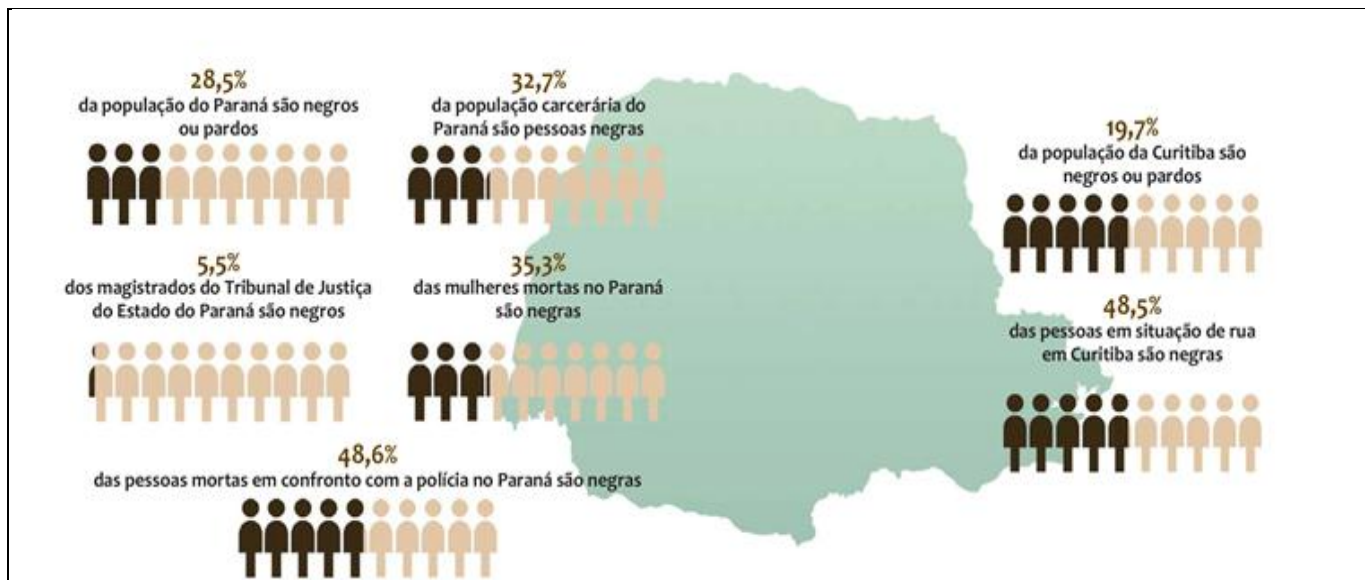 28,5%
da população do Paraná são negros
ou pardos
32,7%
da população carcerária do
Paraná são pessoas negras
19,7%
da população da Curitiba são
negros ou pardos
5,5%
dos magistrados do Tribunal de Justiça
do Estado do Paraná são negros
35,3%
das mulheres mortas no Paraná
são negras
48,5%
das pessoas em situação de rua
em Curitiba são negras
48,6%
das pessoas mortas em confronto com a polícia no Paraná são negras